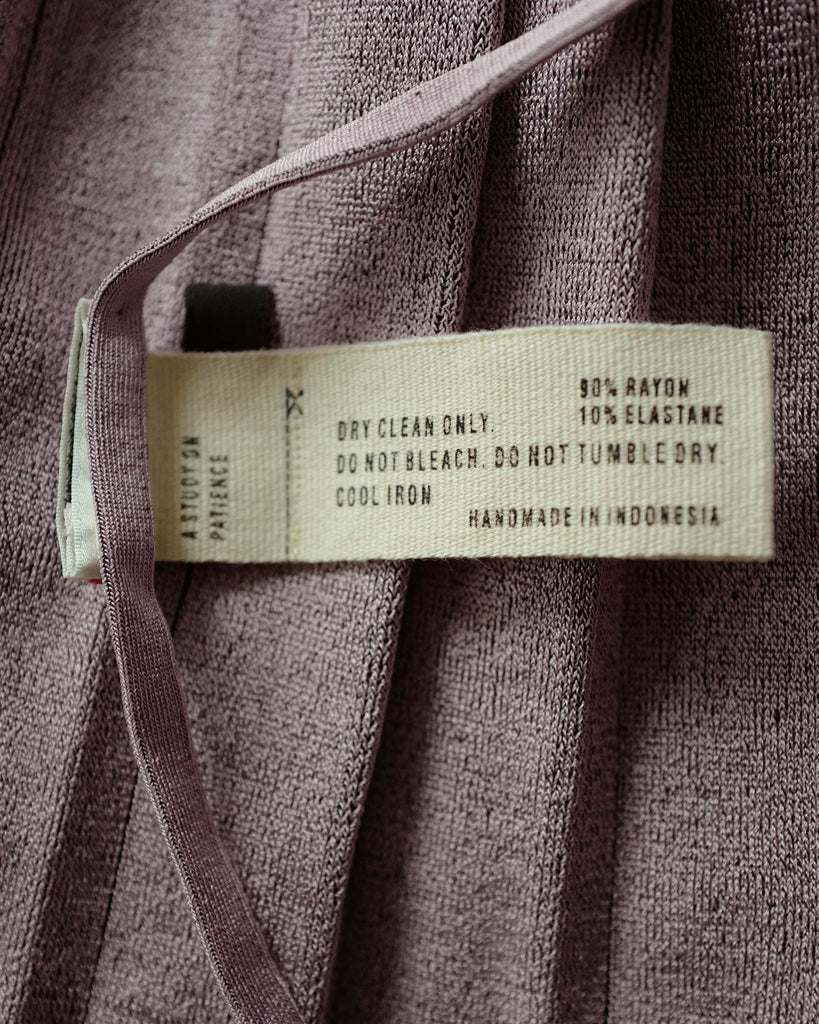 90% RAYON
10% ELASTANE
DRY CLEAN ONLY.
DO NOT BLEACH. DO NOT TUMBLE DRY.
COOL IRON
HANDMADE IN INDONESIA
A STUDY ON
PATIENCE